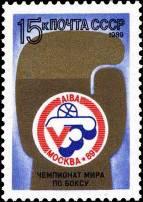 15к ПОЧТА СССР
1989
AIBA
МОСКВА '89
ЧЕМПИОНАТ МИРА
ПО БОКСУ